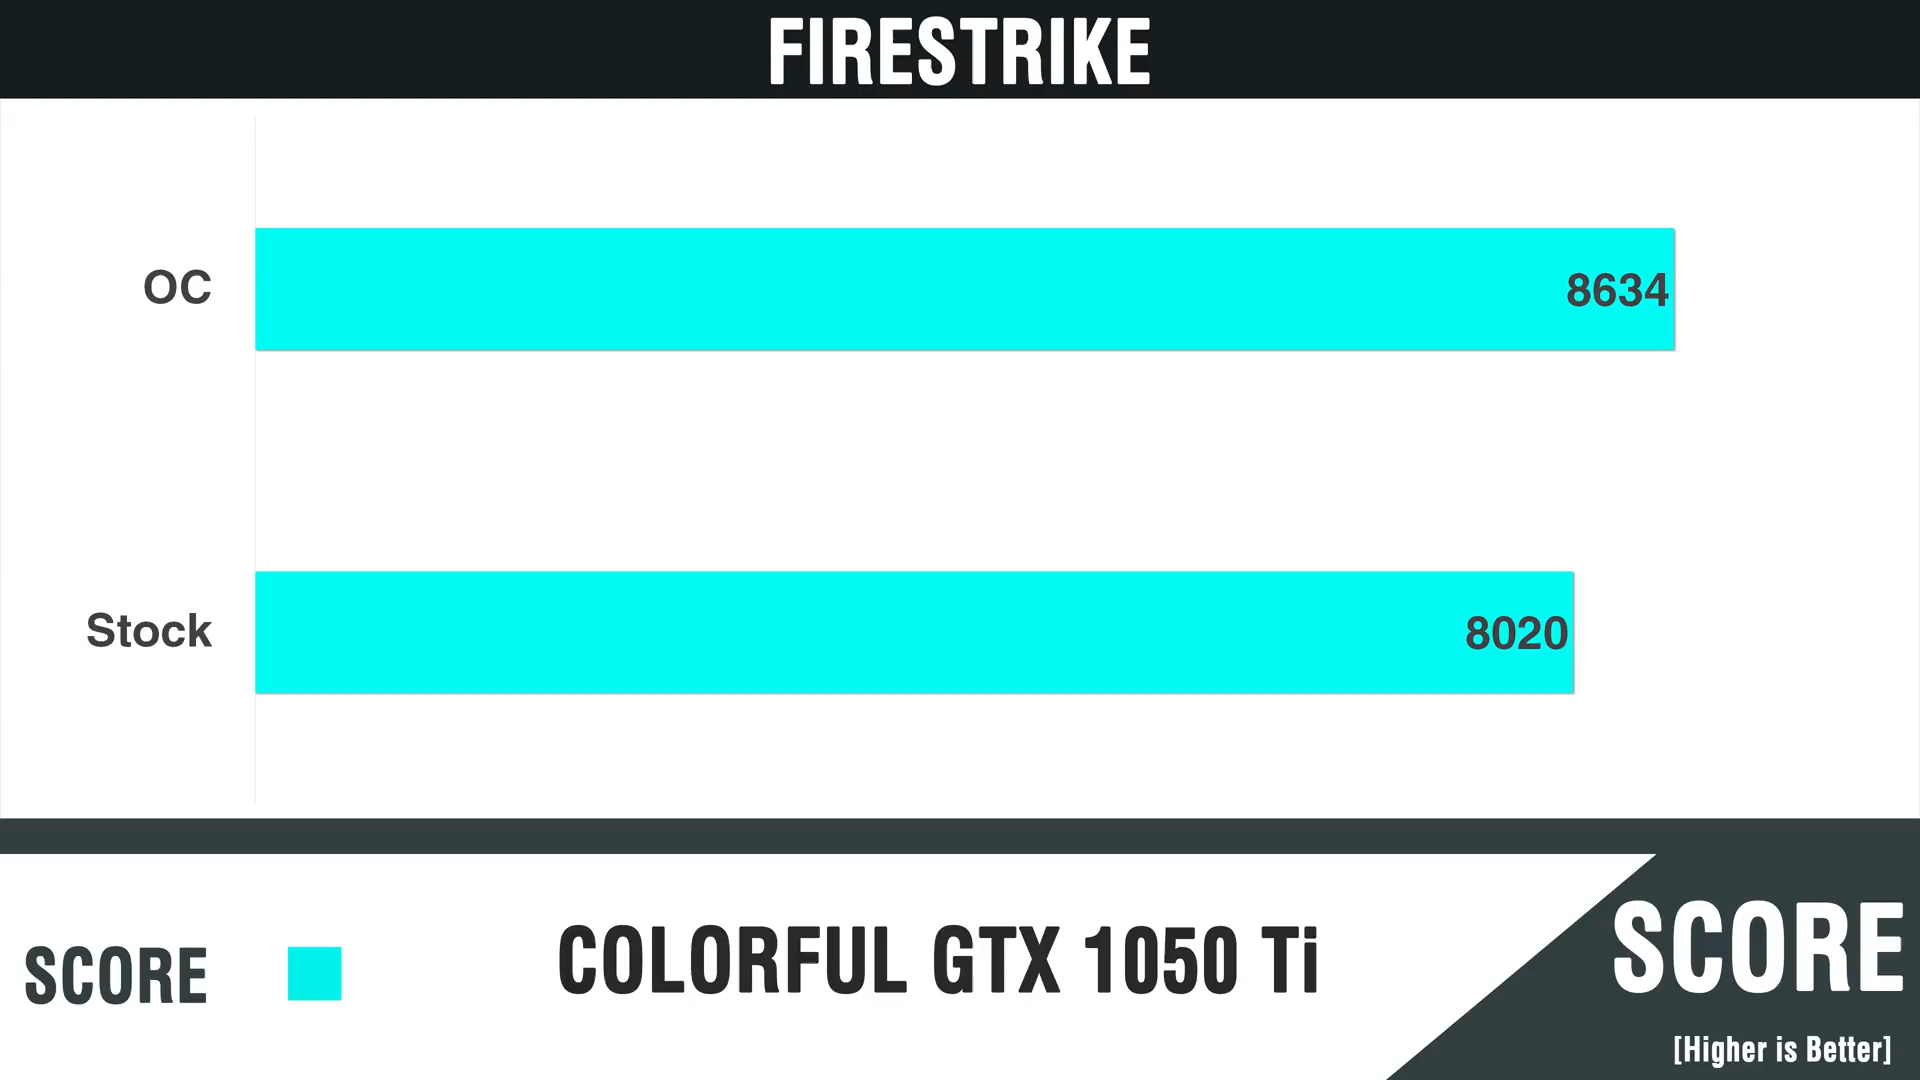 FIRESTRIKE
OC
8634
Stock
8020
SCORE
COLORFUL GTX 1050 Ti
SCORE
[Higher is Better]